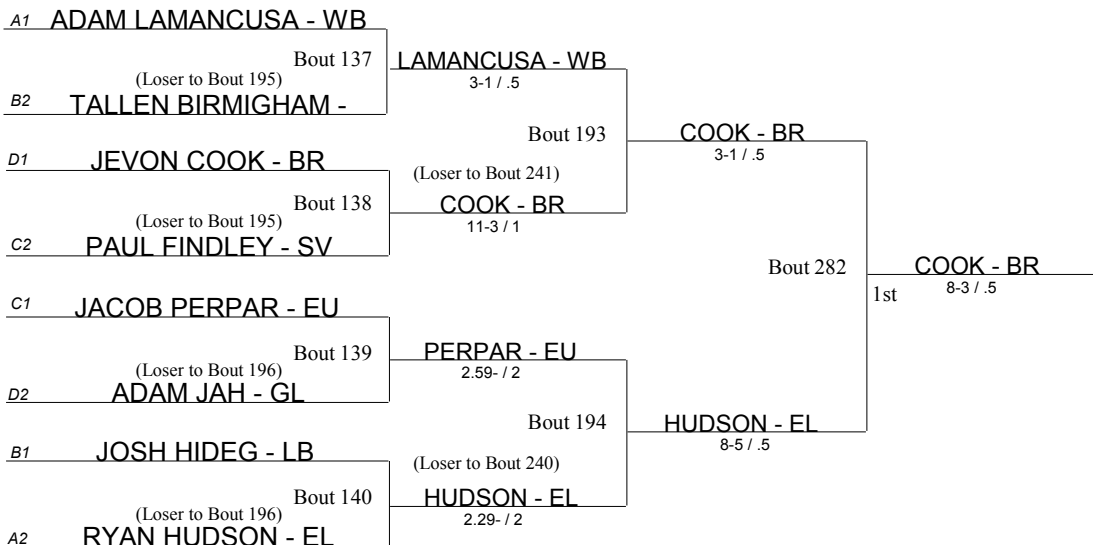 A1 ADAM LAMANCUSA - WB
Bout 137
(Loser to Bout 195)
B2 TALLEN BIRMIGHAM -
LAMANCUSA - WB
3-1 / .5
D1 JEVON COOK - BR
Bout 138
(Loser to Bout 195)
C2 PAUL FINDLEY - SV
COOK - BR
11-3 / 1
Bout 193
(Loser to Bout 241)
COOK - BR
3-1 / .5
C1 JACOB PERPAR - EU
Bout 139
(Loser to Bout 196)
D2 ADAM JAH - GL
PERPAR - EU
2.59- / 2
B1 JOSH HIDEG - LB
Bout 140
(Loser to Bout 196)
A2 RYAN HUDSON - EL
HUDSON - EL
2.29- / 2
Bout 194
(Loser to Bout 240)
HUDSON - EL
8-5 / .5
Bout 282
COOK - BR
1st 8-3 / .5